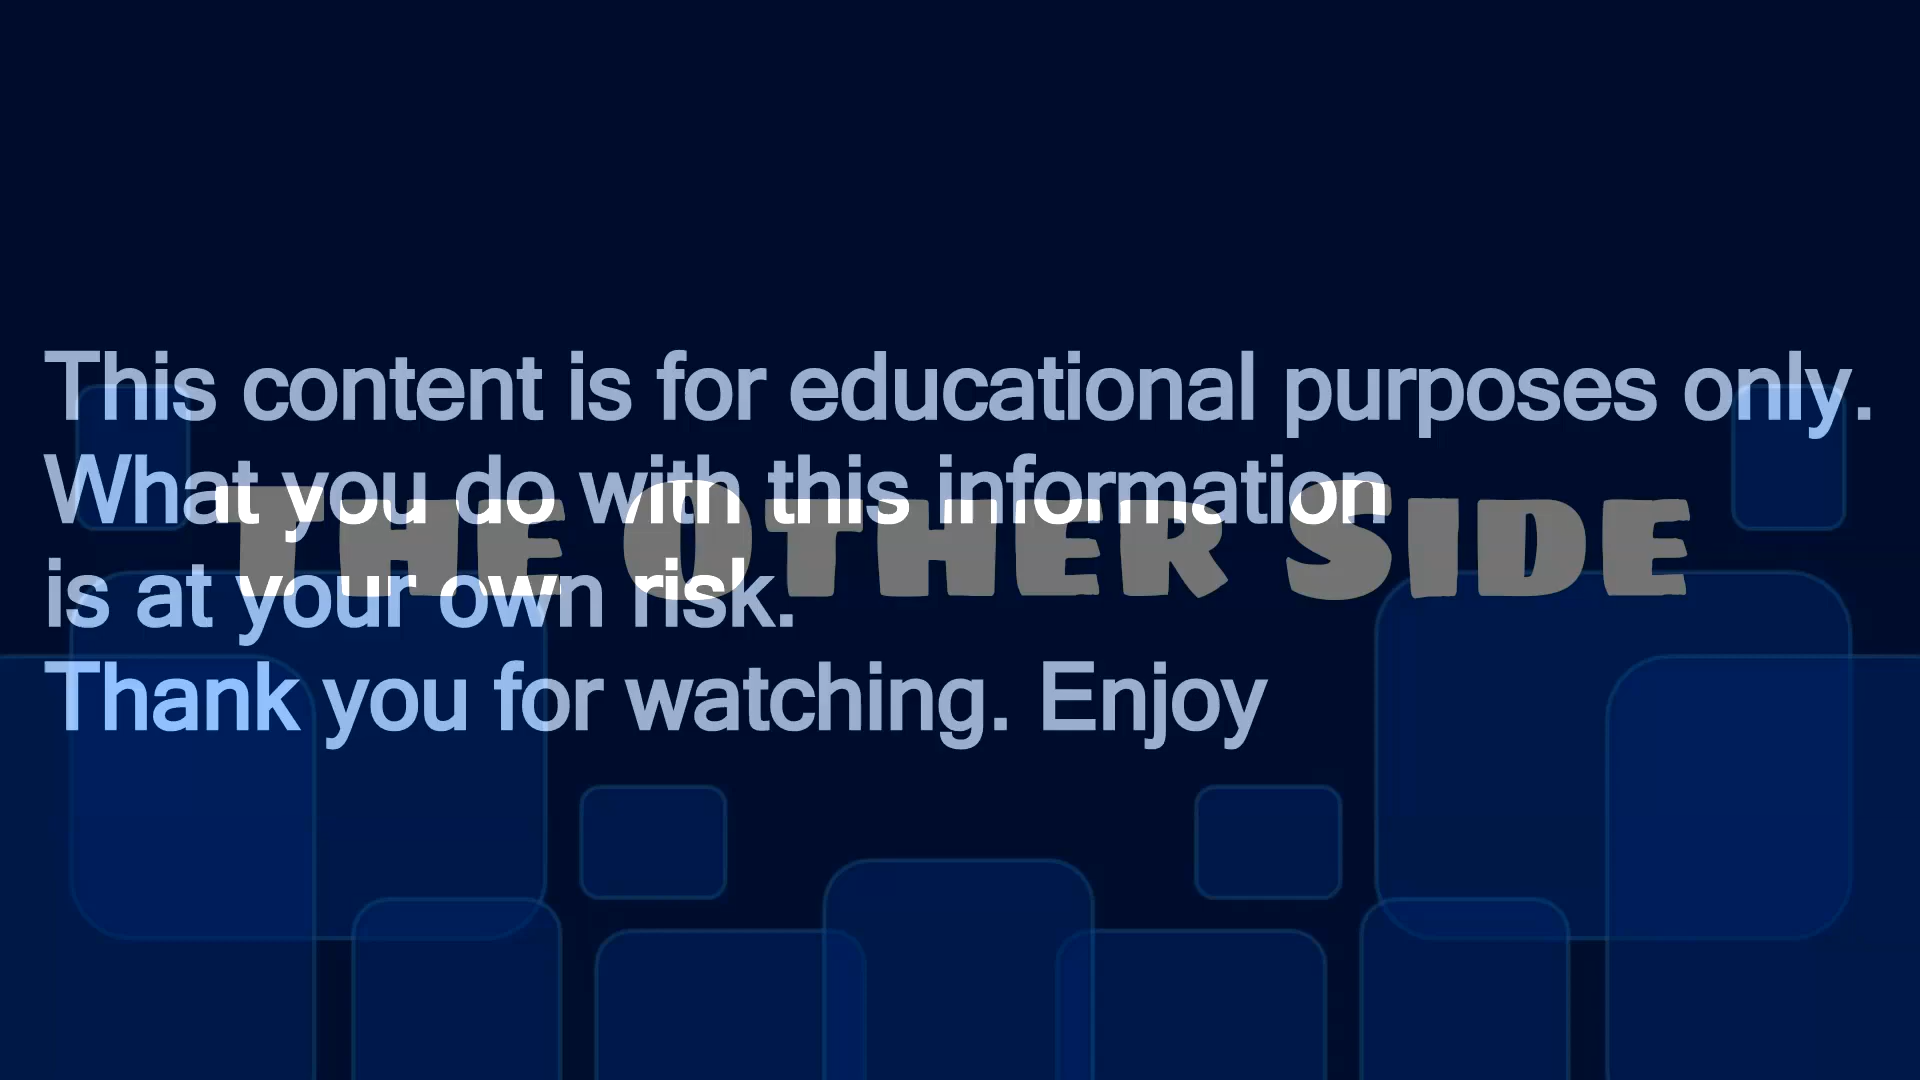 This content is for educational purposes only.
What you do with this information
The Other Side
is at your own risk.
Thank you for watching. Enjoy